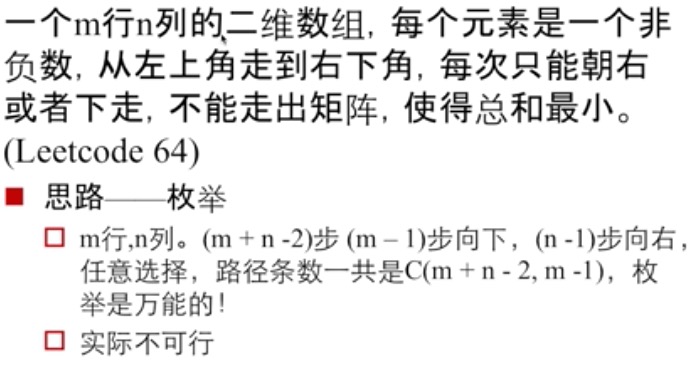 一个m行n列的二维数组, 每个元素是一个非
负数, 从左上角走到右下角, 每次只能朝右
或者下走, 不能走出矩阵, 使得总和最小。
(Leetcode 64)
思路——枚举
m行,n列。(m + n -2)步 (m – 1)步向下，(n -1)步向右，
任意选择，路径条数一共是C(m + n - 2, m -1)，枚
举是万能的！
实际不可行